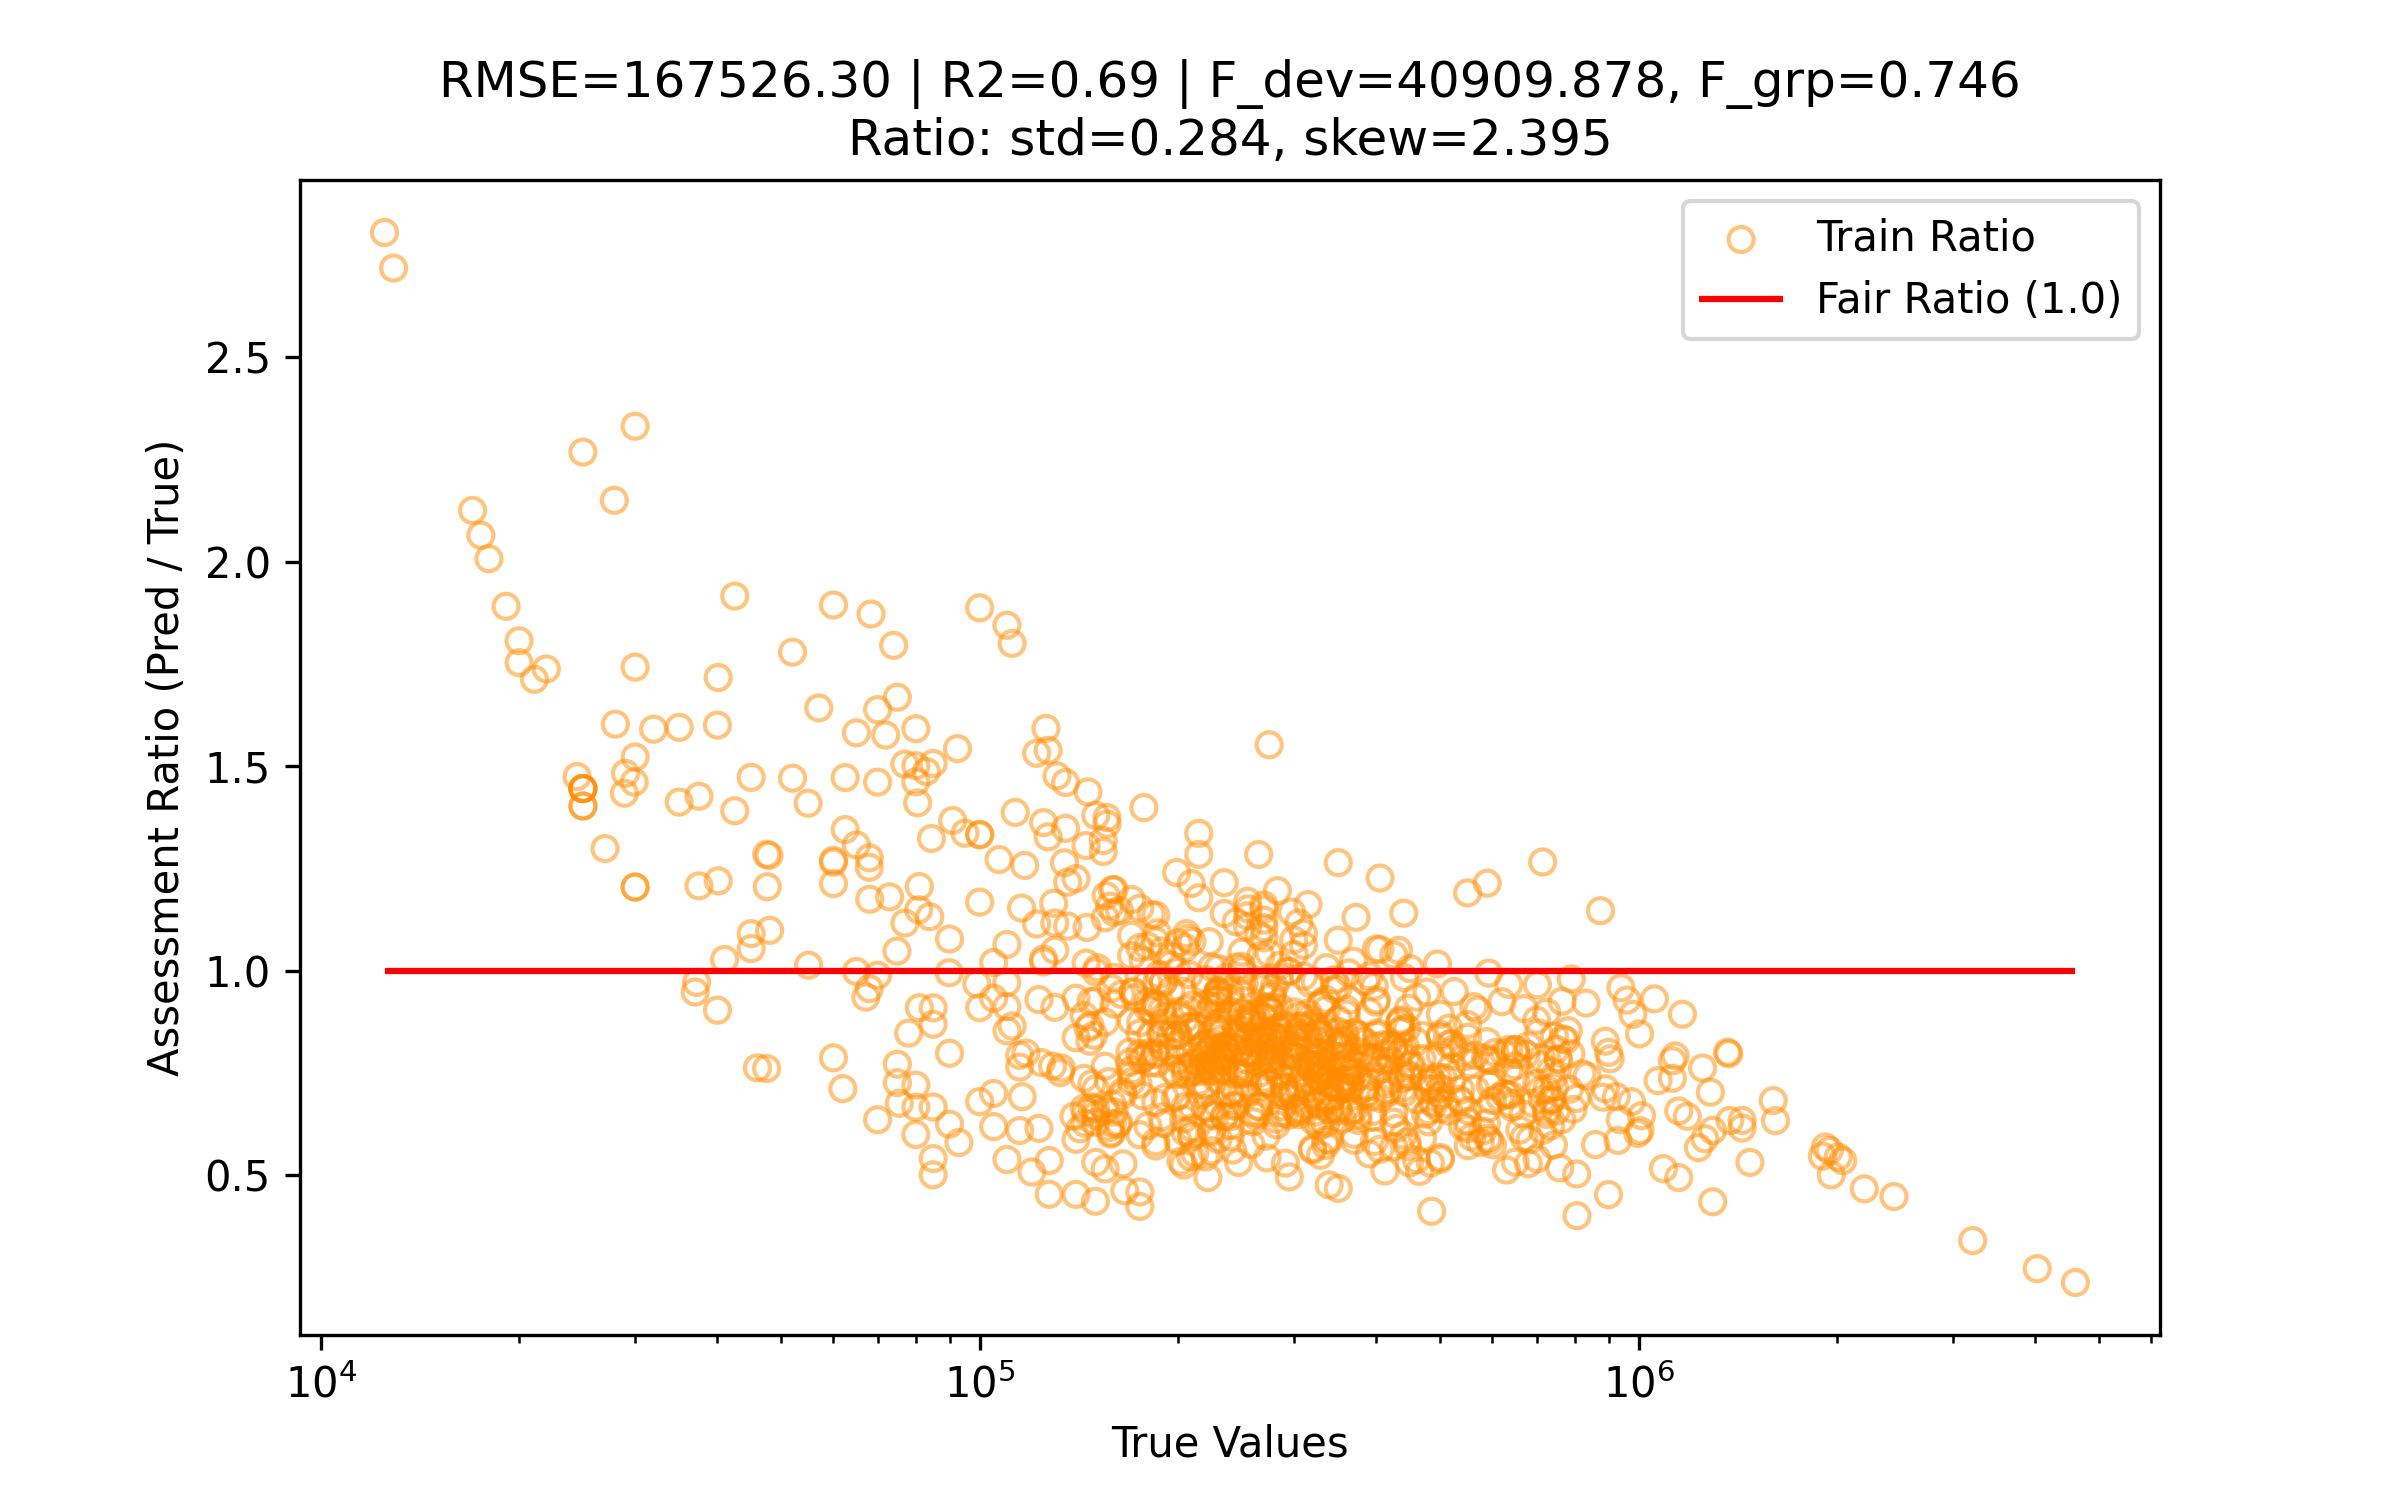 RMSE=167526.30 | R2=0.69 | F_dev=40909.878, F_grp=0.746
Ratio: std=0.284, skew=2.395
Train Ratio
Fair Ratio (1.0)
Assessment Ratio (Pred / True)
2.5
2.0
1.5
1.0
0.5
10⁴ 10⁵ 10⁶
True Values